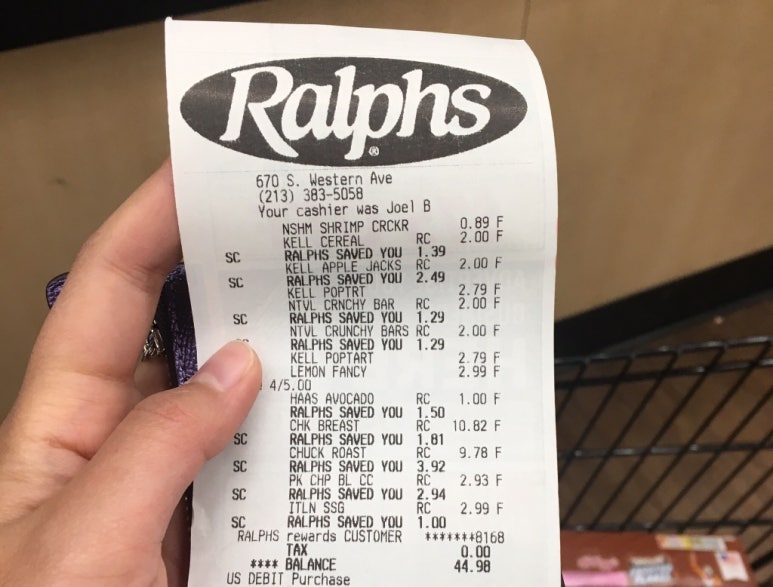 Ralphs
®
670 S. Western Ave
(213) 383-5058
Your cashier was Joel B
NSHM SHRIMP CRCKR 0.89 F
KELL CEREAL RC 2.00 F
SC RALPHS SAVED YOU 1.39
KELL APPLE JACKS RC 2.00 F
SC RALPHS SAVED YOU 2.49
KELL POPTRT 2.79 F
NTVL CRNCHY BAR RC 2.00 F
SC RALPHS SAVED YOU 1.29
NTVL CRUNCHY BARS RC 2.00 F
RALPHS SAVED YOU 1.29
KELL POPTART 2.79 F
LEMON FANCY 2.99 F
4/5.00
HAAS AVOCADO RC 1.00 F
RALPHS SAVED YOU 1.50
CHK BREAST RC 10.82 F
SC RALPHS SAVED YOU 1.81
CHUCK ROAST RC 9.78 F
SC RALPHS SAVED YOU 3.92
PK CHP BL CC RC 2.93 F
SC RALPHS SAVED YOU 2.94
ITLN SSG RC 2.99 F
SC RALPHS SAVED YOU 1.00
RALPHS rewards CUSTOMER *******8168
TAX 0.00
**** BALANCE 44.98
US DEBIT Purchase